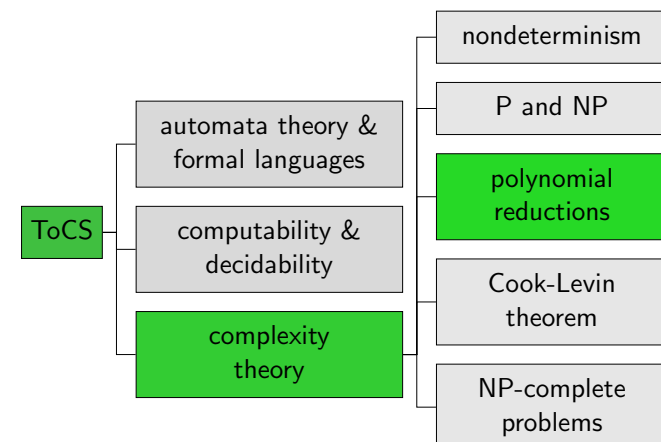 ToCS
automata theory &
formal languages
computability &
decidability
complexity
theory
nondeterminism
P and NP
polynomial
reductions
Cook-Levin
theorem
NP-complete
problems